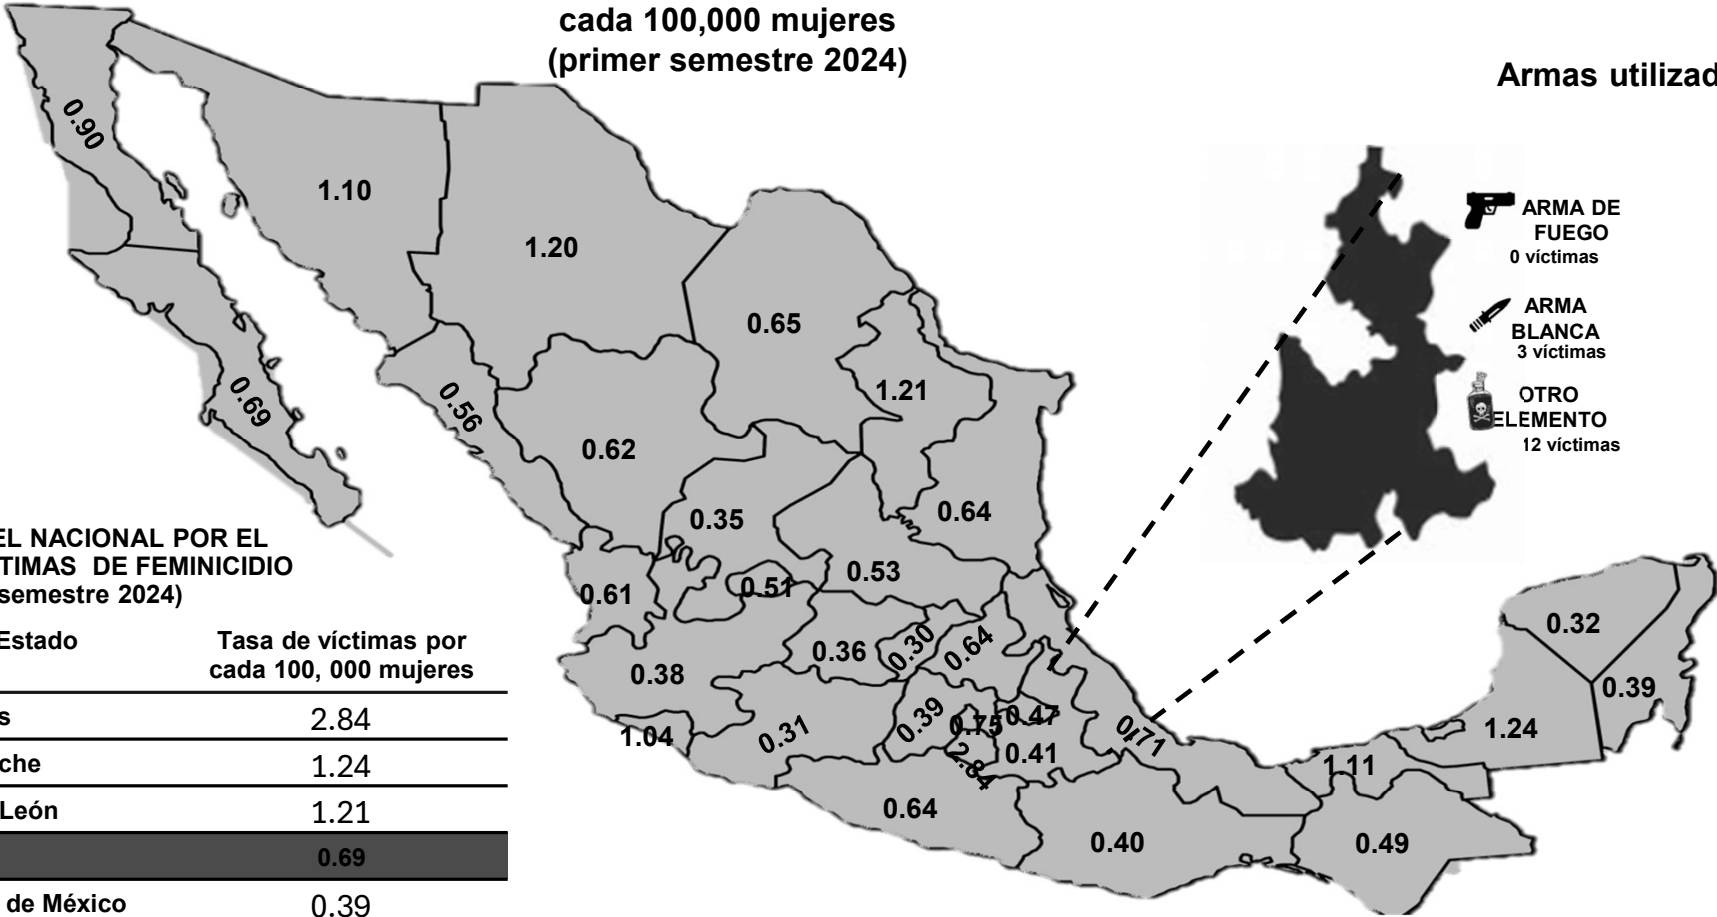 cada 100,000 mujeres
(primer semestre 2024)
Armas utilizad
0.90
1.10
1.20
0.65
1.21
0.69
0.56
0.62
0.35
0.64
0.61
0.51
0.53
0.38
0.36
0.30
0.64
1.04
0.31
0.39
0.75
0.47
0.41
2.84
0.71
0.64
0.40
0.49
1.11
1.24
0.32
0.39
ARMA DE
FUEGO
0 víctimas
ARMA
BLANCA
3 víctimas
OTRO
ELEMENTO
12 víctimas
EL NACIONAL POR EL
TIMAS DE FEMINICIDIO
semestre 2024)
Estado
Tasa de víctimas por
cada 100, 000 mujeres
s 2.84
che 1.24
León 1.21
0.69
de México 0.39